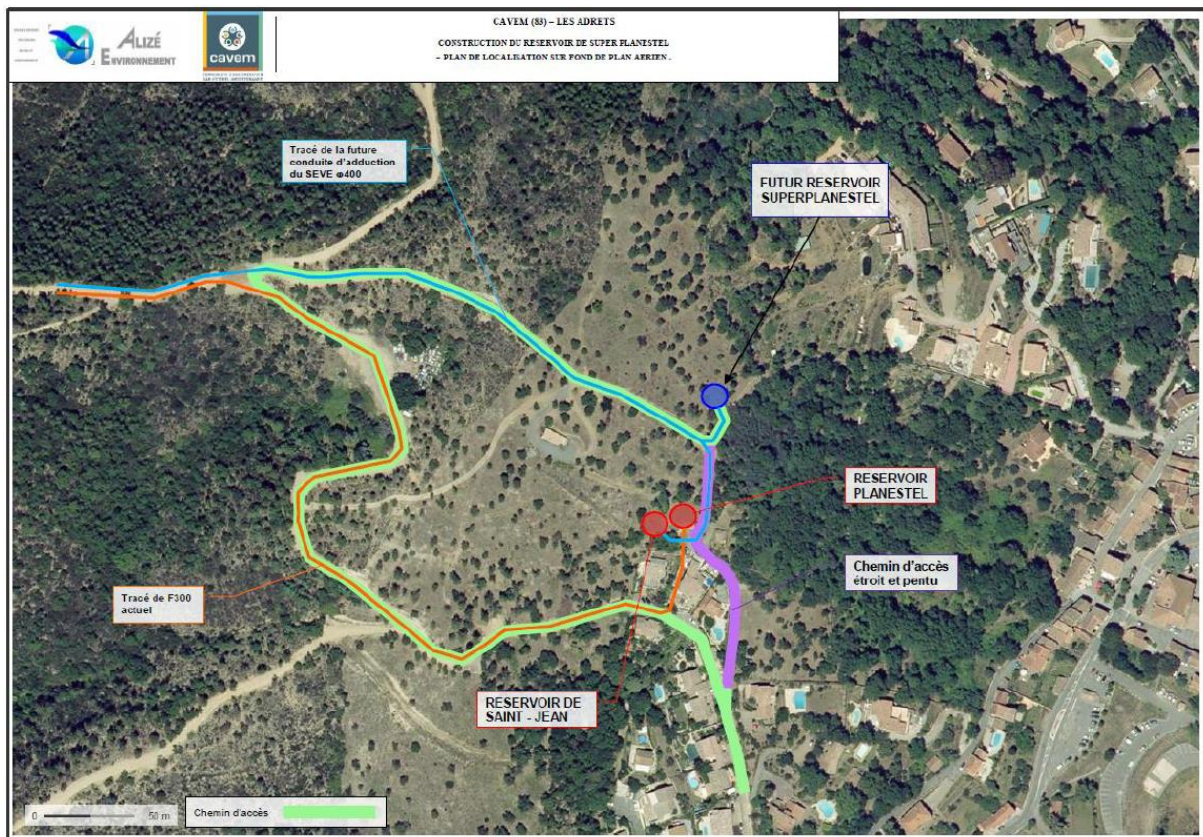 ALIZÉ
ENVIRONNEMENT
cavem
CAVEM (83) – LES ADRETS
CONSTRUCTION DU RESERVOIR DE SUPER PLANESTEL
– PLAN DE LOCALISATION SUR FOND DE PLAN AERIEN .
Tracé de la future
conduite d'adduction
du SEVE φ400
FUTUR RESERVOIR
SUPERPLANESTEL
RESERVOIR
PLANESTEL
Chemin d'accès
étroit et pentu
Tracé de F300
actuel
RESERVOIR DE
SAINT - JEAN
0 50 m
Chemin d'accès